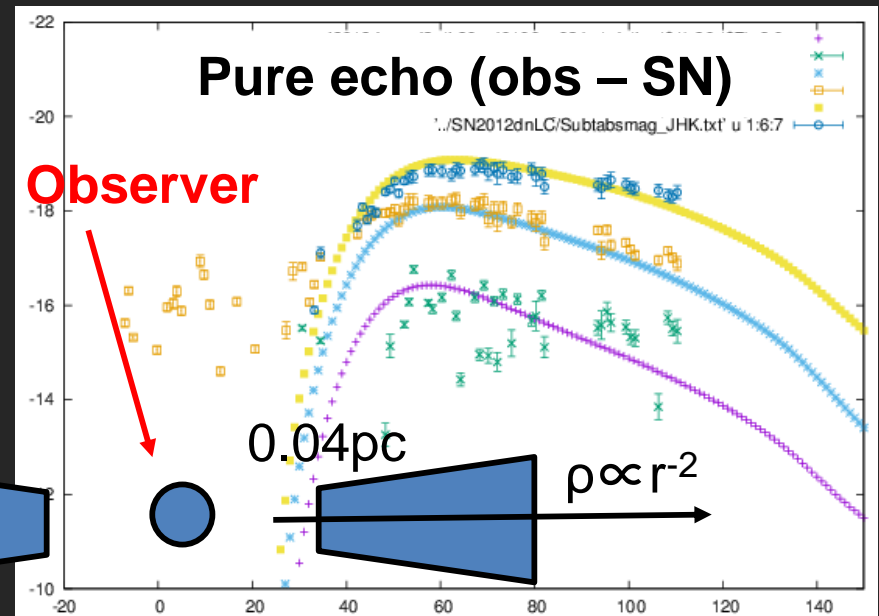 -22
-20
-18
-16
-14
-10
Pure echo (obs – SN)
'../SN2012dnLC/Subtabsmag_JHK.txt' u 1:6:7
Observer
0.04pc
ρ∝r⁻²
-20 0 20 40 60 80 100 120 140